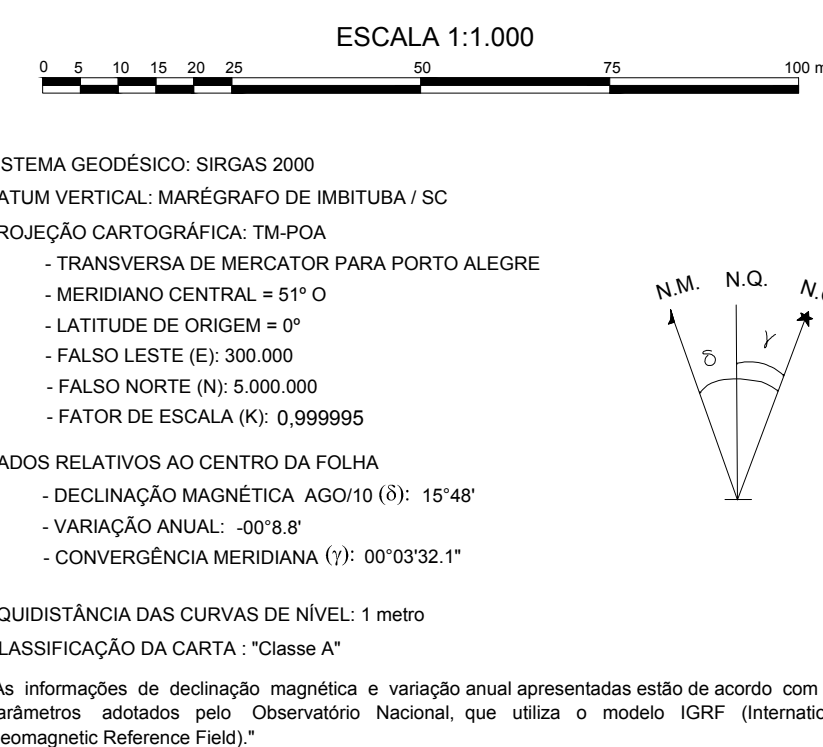 ESCALA 1:1.000
0 5 10 15 20 25 50 75 100 m
ISTEMA GEODÉSICO: SIRGAS 2000
ATUM VERTICAL: MARÉGRAFO DE IMBITUBA / SC
ROJEÇÃO CARTOGRÁFICA: TM-POA
- TRANSVERSA DE MERCATOR PARA PORTO ALEGRE
- MERIDIANO CENTRAL = 51º O
- LATITUDE DE ORIGEM = 0º
- FALSO LESTE (E): 300.000
- FALSO NORTE (N): 5.000.000
- FATOR DE ESCALA (K): 0,999995
N.M. N.Q. N.
δ γ
ADOS RELATIVOS AO CENTRO DA FOLHA
- DECLINAÇÃO MAGNÉTICA AGO/10 (δ): 15°48'
- VARIAÇÃO ANUAL: -00°8.8'
- CONVERGÊNCIA MERIDIANA (γ): 00°03'32.1"
QUIDISTÂNCIA DAS CURVAS DE NÍVEL: 1 metro
LASSIFICAÇÃO DA CARTA : "Classe A"
As informações de declinação magnética e variação anual apresentadas estão de acordo com
arâmetros adotados pelo Observatório Nacional, que utiliza o modelo IGRF (Internatio
eomagnetic Reference Field)."